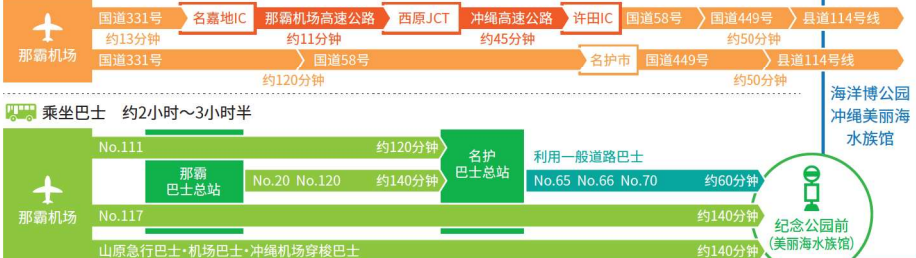 国道331号 名嘉地IC 那霸机场高速公路 西原JCT 冲绳高速公路 许田IC 国道58号 国道449号 县道114号线
约13分钟 约11分钟 约45分钟 约50分钟
那霸机场
国道331号 国道58号 名护市 国道449号 县道114号线
约120分钟 约50分钟
海洋博公园
冲绳美丽海
水族馆
乘坐巴士 约2小时～3小时半
No.111 约120分钟
名护
巴士总站
利用一般道路巴士
那霸
巴士总站
No.20 No.120 约140分钟
No.65 No.66 No.70 约60分钟
那霸机场
No.117 约140分钟
纪念公园前
(美丽海水族馆)
山原急行巴士·机场巴士·冲绳机场穿梭巴士 约140分钟